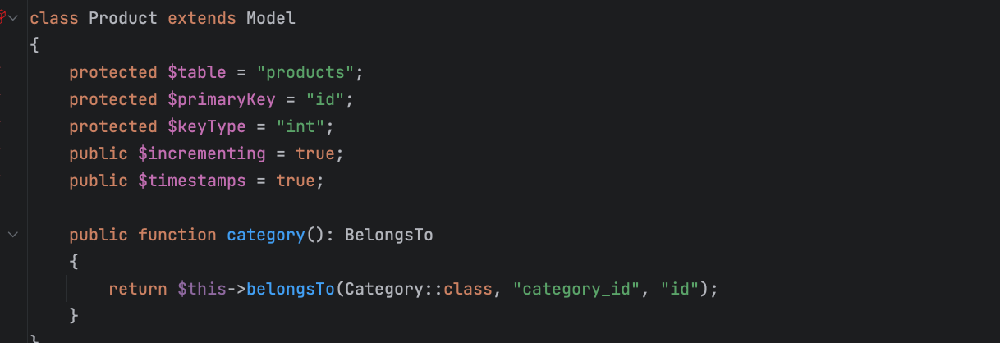 class Product extends Model
{
    protected $table = "products";
    protected $primaryKey = "id";
    protected $keyType = "int";
    public $incrementing = true;
    public $timestamps = true;

    public function category(): BelongsTo
    {
        return $this->belongsTo(Category::class, "category_id", "id");
    }
}